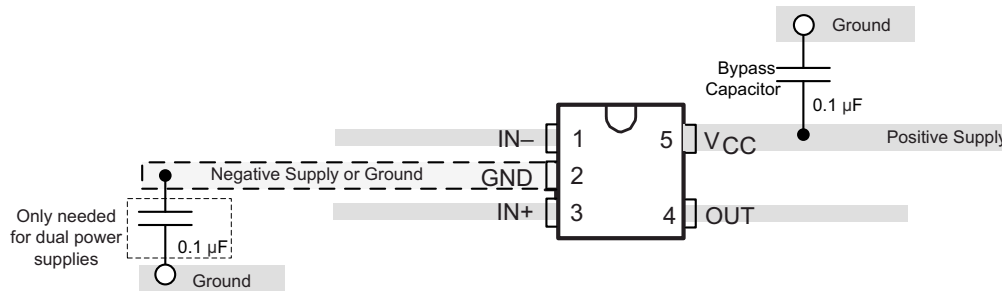 Ground
Bypass
Capacitor
0.1 µF
IN–
1
5
VCC
Positive Supply
Negative Supply or Ground
GND
2
IN+
3
4
OUT
Only needed
for dual power
supplies
0.1 µF
Ground